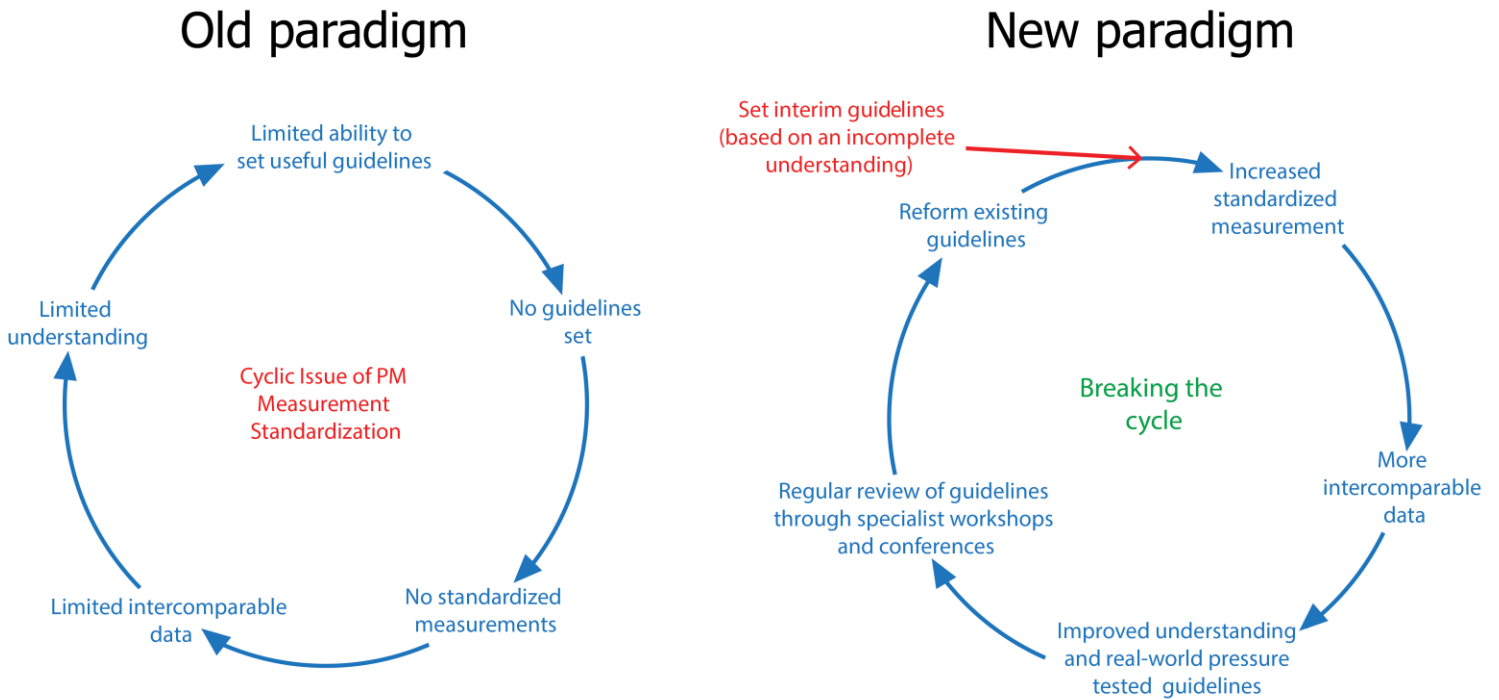 Old paradigm
Limited ability to
set useful guidelines
No guidelines
set
No standardized
measurements
Limited intercomparable
data
Limited
understanding
Cyclic Issue of PM
Measurement
Standardization
New paradigm
Set interim guidelines
(based on an incomplete
understanding)
Increased
standardized
measurement
More
intercomparable
data
Improved understanding
and real-world pressure
tested guidelines
Regular review of guidelines
through specialist workshops
and conferences
Reform existing
guidelines
Breaking the
cycle